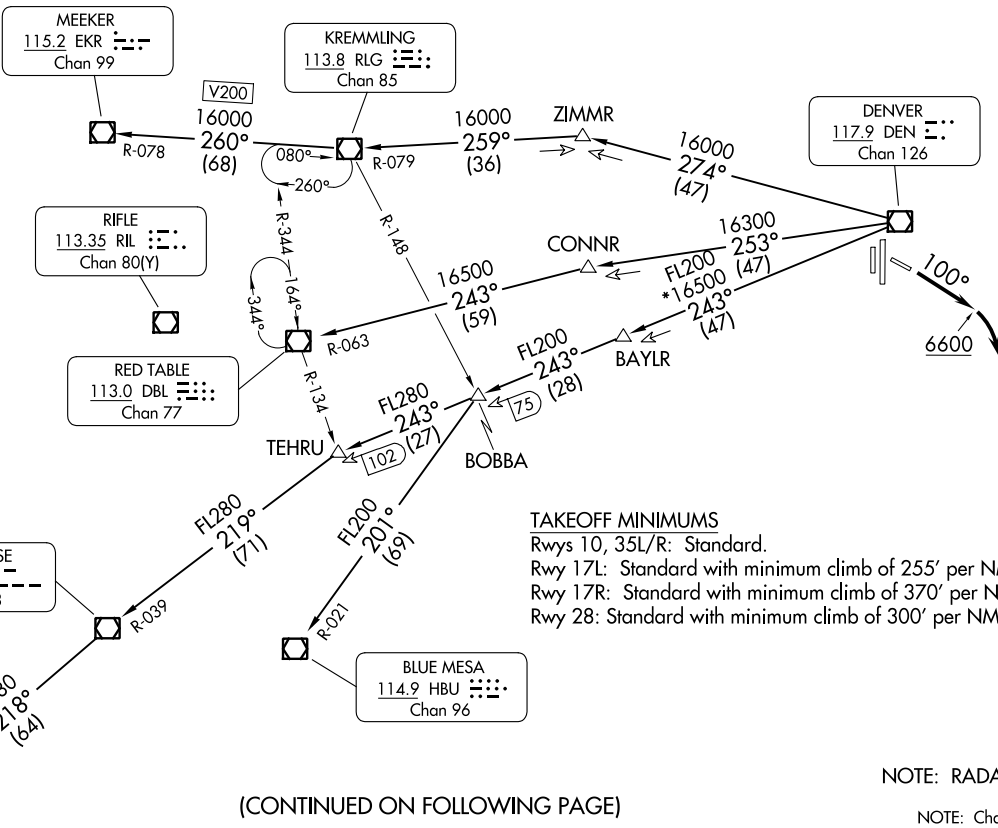 MEEKER
115.2 EKR
Chan 99
KREMMLING
113.8 RLG
Chan 85
V200
16000
260°
(68)
R-078
080°
260°
R-079
16000
259°
(36)
ZIMMR
16000
274°
(47)
DENVER
117.9 DEN
Chan 126
RIFLE
113.35 RIL
Chan 80(Y)
R-344
R-148
164°
344°
CONNR
16300
253°
(47)
16500
243°
(59)
R-063
FL200
*16500
243°
(47)
100°
6600
RED TABLE
113.0 DBL
Chan 77
R-134
BAYLR
FL200
243°
(28)
75
BOBBA
FL280
243°
(27)
102
TEHRU
FL280
219°
(71)
R-039
FL200
201°
(69)
R-021
TAKEOFF MINIMUMS
Rwys 10, 35L/R: Standard.
Rwy 17L: Standard with minimum climb of 255' per
Rwy 17R: Standard with minimum climb of 370' per
Rwy 28: Standard with minimum climb of 300' per NM
BLUE MESA
114.9 HBU
Chan 96
218°
(64)
NOTE:
(CONTINUED ON FOLLOWING PAGE)
NOTE: